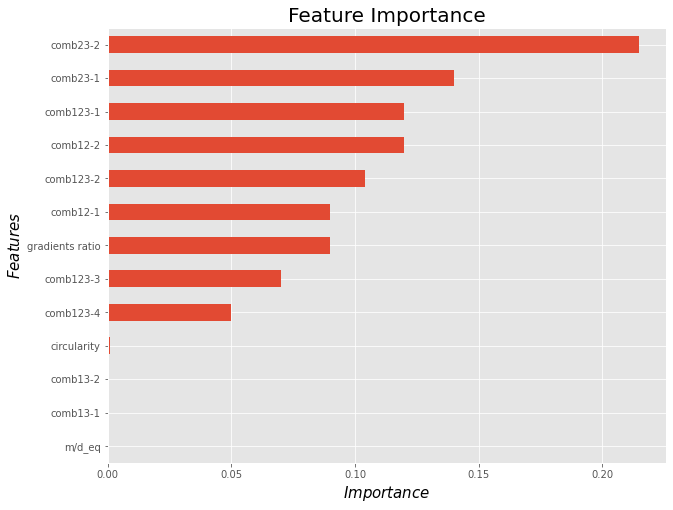 Feature Importance
Features
comb23-2
comb23-1
comb123-1
comb12-2
comb123-2
comb12-1
gradients ratio
comb123-3
comb123-4
circularity
comb13-2
comb13-1
m/d_eq
0.00 0.05 0.10 0.15 0.20
Importance